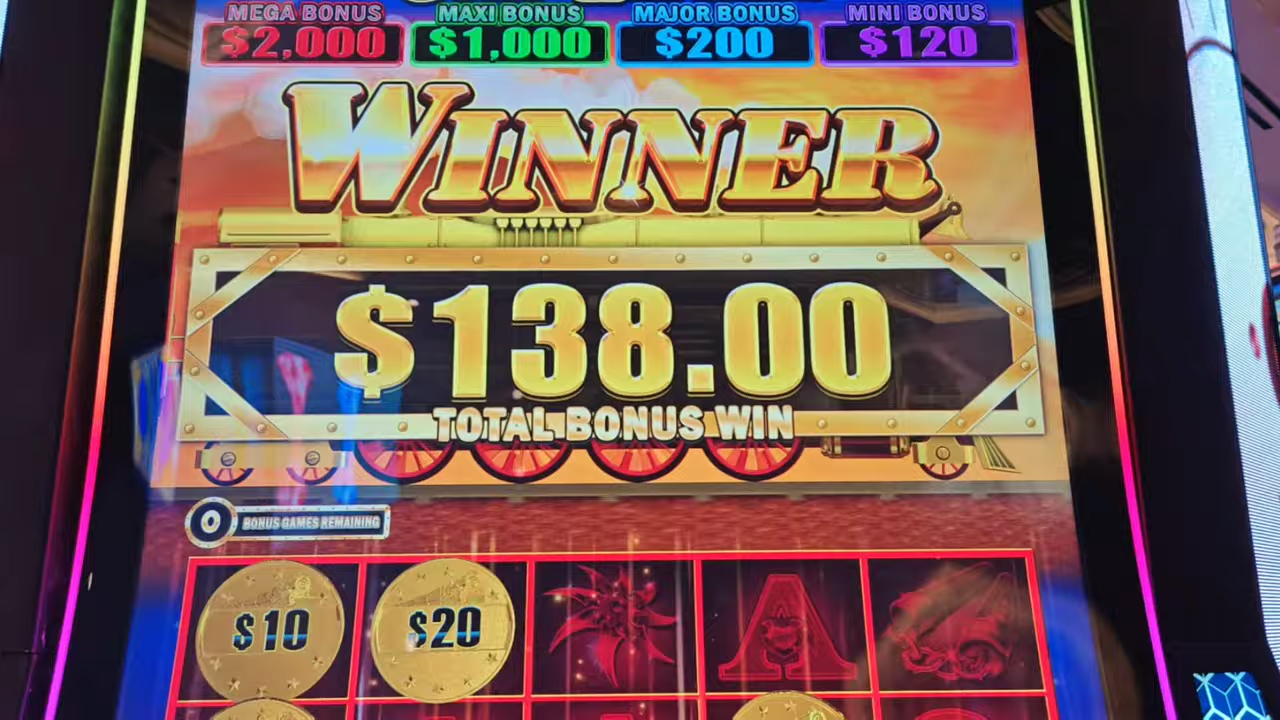 MEGA BONUS MAXI BONUS MAJOR BONUS MINI BONUS
$2,000 $1,000 $200 $120
WINNER
$138.00
TOTAL BONUS WIN
0 BONUS GAMES REMAINING
$10 $20 A